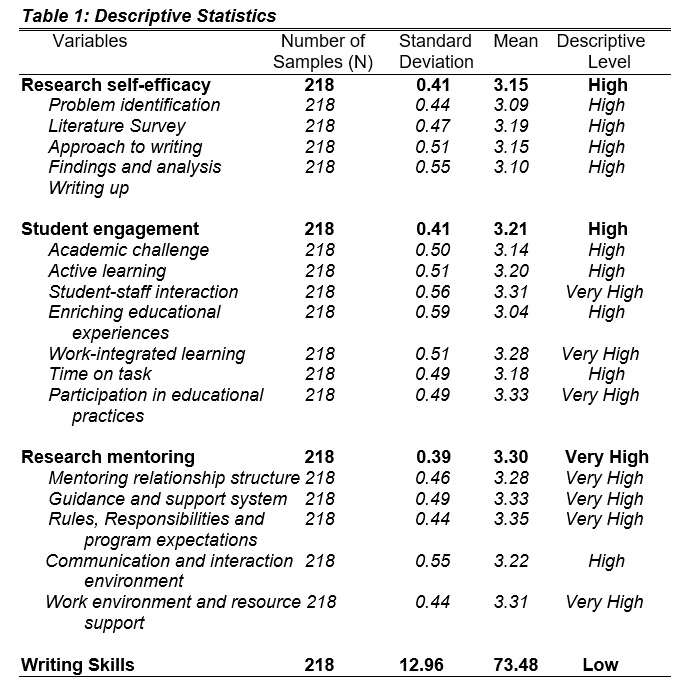 Table 1: Descriptive Statistics
Variables Number of Samples (N) Standard Deviation Mean Descriptive Level
Research self-efficacy 218 0.41 3.15 High
Problem identification 218 0.44 3.09 High
Literature Survey 218 0.47 3.19 High
Approach to writing 218 0.51 3.15 High
Findings and analysis 218 0.55 3.10 High
Writing up
Student engagement 218 0.41 3.21 High
Academic challenge 218 0.50 3.14 High
Active learning 218 0.51 3.20 High
Student-staff interaction 218 0.56 3.31 Very High
Enriching educational 218 0.59 3.04 High
experiences
Work-integrated learning 218 0.51 3.28 Very High
Time on task 218 0.49 3.18 High
Participation in educational 218 0.49 3.33 Very High
practices
Research mentoring 218 0.39 3.30 Very High
Mentoring relationship structure 218 0.46 3.28 Very High
Guidance and support system 218 0.49 3.33 Very High
Rules, Responsibilities and 218 0.44 3.35 Very High
program expectations
Communication and interaction 218 0.55 3.22 High
environment
Work environment and resource 218 0.44 3.31 Very High
support
Writing Skills 218 12.96 73.48 Low